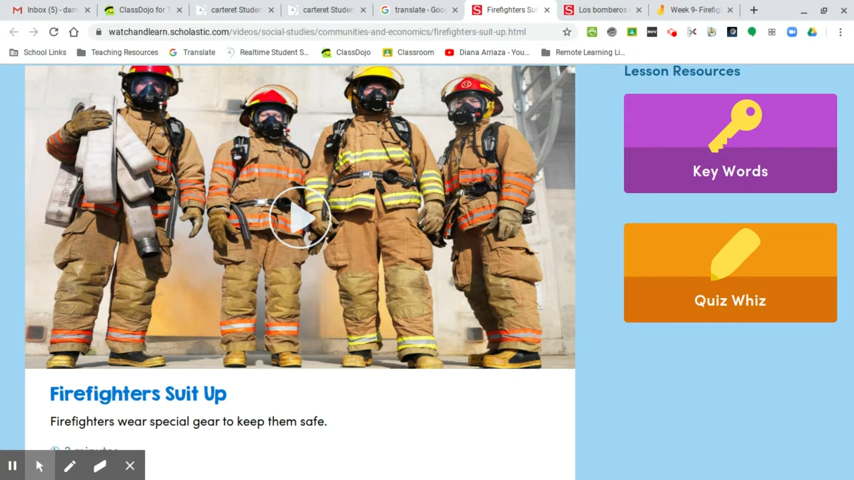 Inbox (5) - dam
ClassDojo for T
carteret Studen
carteret Studen
translate - Goo
Firefighters Su
Los bomberos
Week 9- Firefig
watchandlearn.scholastic.com/videos/social-studies/communities-and-economics/firefighters-suit-up.html
School Links
Teaching Resources
Translate
Realtime Student S...
ClassDojo
Classroom
Diana Arriaza - You...
Remote Learning Li...
Lesson Resources
Key Words
Quiz Whiz
Firefighters Suit Up
Firefighters wear special gear to keep them safe.